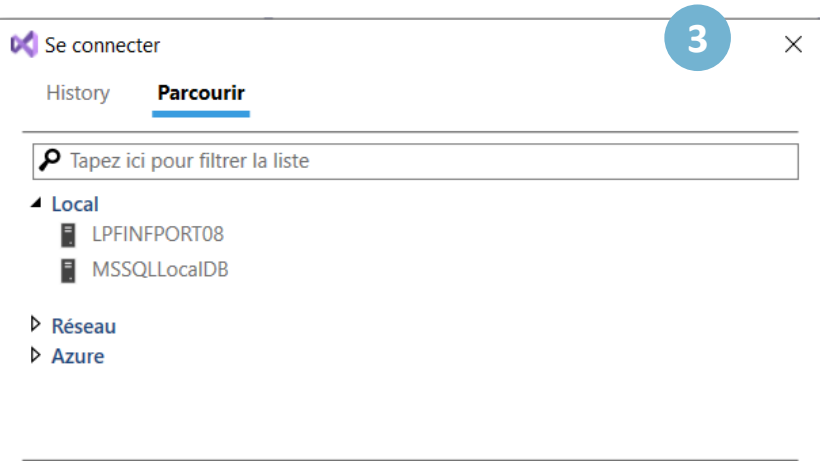 Se connecter
3
History Parcourir
Tapez ici pour filtrer la liste
Local
LPFINFPORT08
MSSQLLocalDB
Réseau
Azure